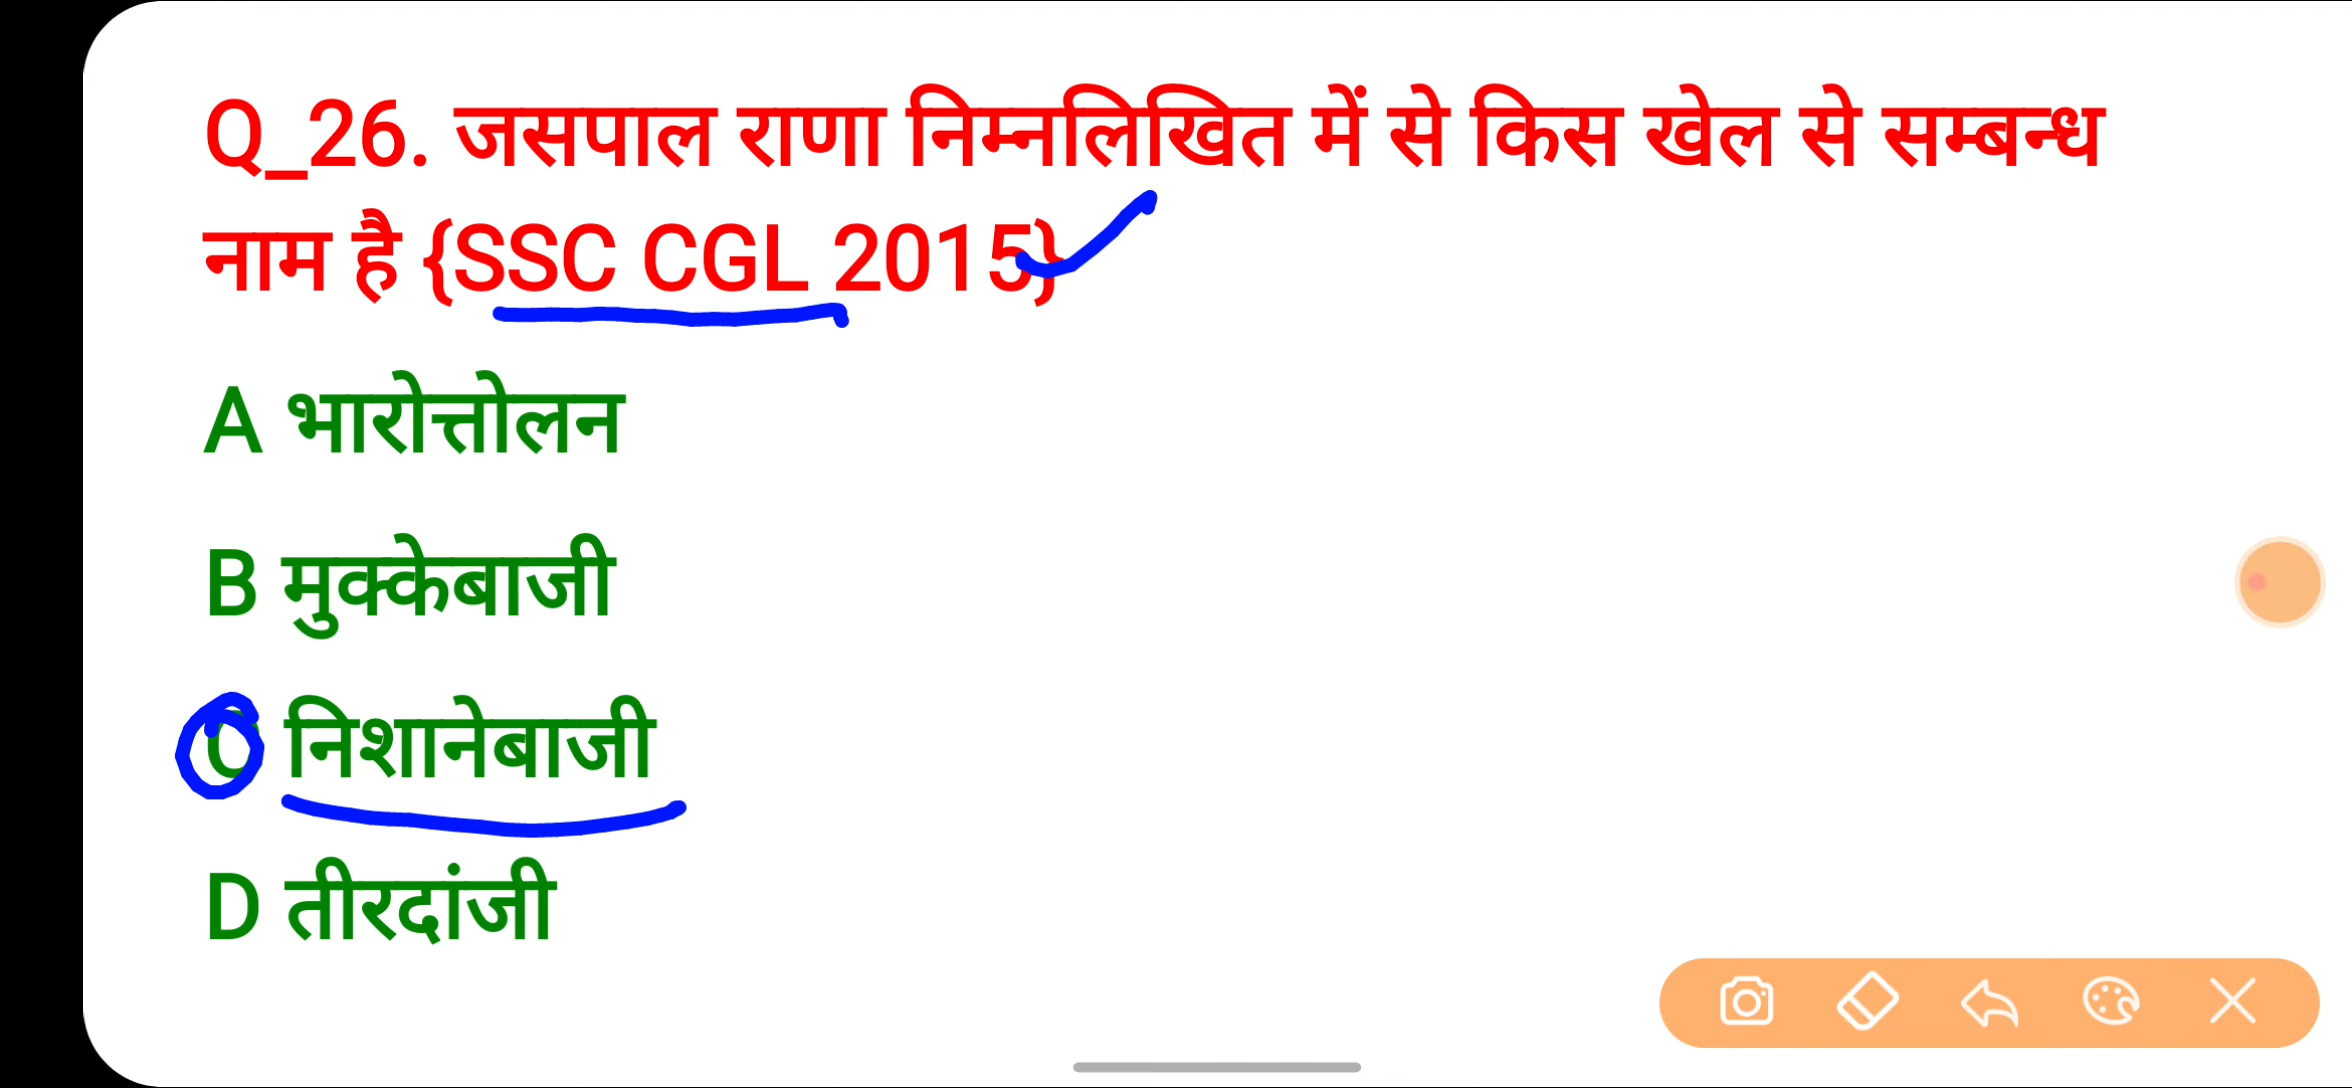 Q_26. जसपाल राणा निम्नलिखित में से किस खेल से सम्बन्ध
नाम है {SSC CGL 2015}
A भारोत्तोलन
B मुक्केबाजी
C निशानेबाजी
D तीरदांजी